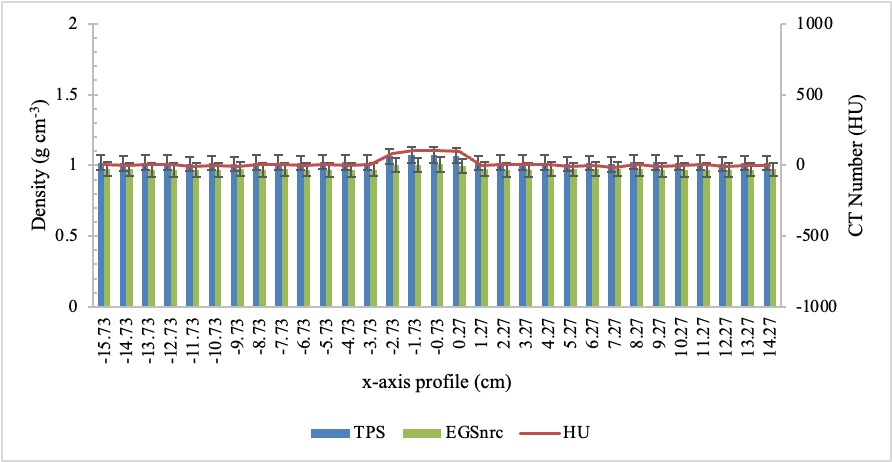 2
1.5
1
0.5
0
Density (g cm-3)
1000
500
0
-500
-1000
CT Number (HU)
-15.73 -14.73 -13.73 -12.73 -11.73 -10.73 -9.73 -8.73 -7.73 -6.73 -5.73 -4.73 -3.73 -2.73 -1.73 -0.73 0.27 1.27 2.27 3.27 4.27 5.27 6.27 7.27 8.27 9.27 10.27 11.27 12.27 13.27 14.27
x-axis profile (cm)
TPS EGSnrc HU